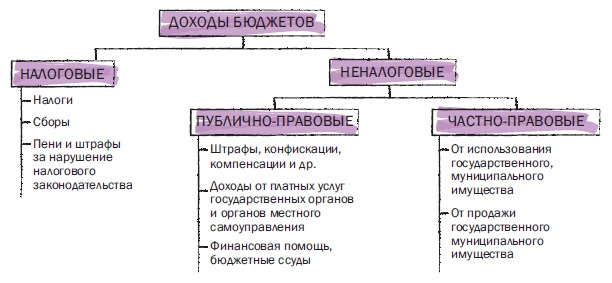 ДОХОДЫ БЮДЖЕТОВ
НАЛОГОВЫЕ
Налоги
Сборы
Пени и штрафы
за нарушение
налогового
законодательства
НЕНАЛОГОВЫЕ
ПУБЛИЧНО-ПРАВОВЫЕ
Штрафы, конфискации,
компенсации и др.
Доходы от платных услуг
государственных органов
и органов местного
самоуправления
Финансовая помощь,
бюджетные ссуды
ЧАСТНО-ПРАВОВЫЕ
От использования
государственного,
муниципального
имущества
От продажи
государственного
муниципального
имущества